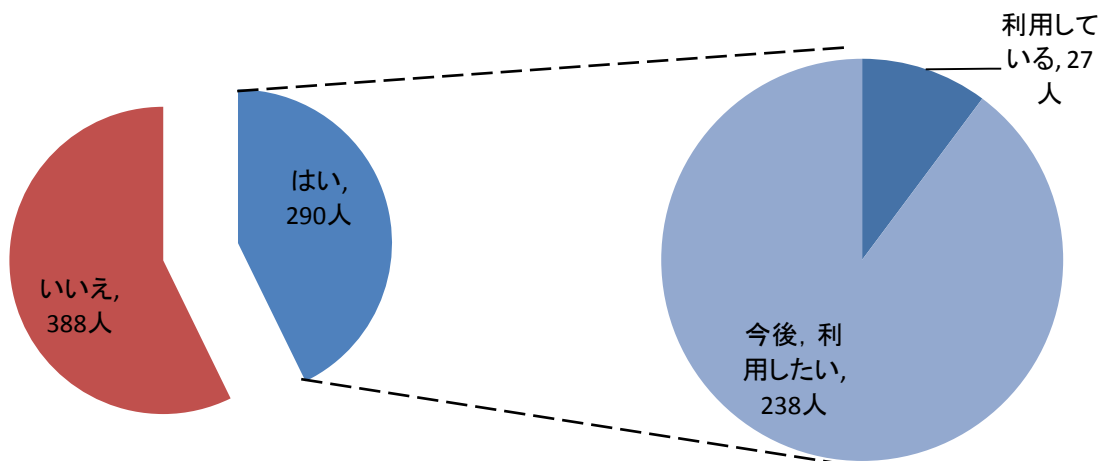 利用して
いる, 27
人
はい,
290人
いいえ,
388人
今後，利
用したい,
238人